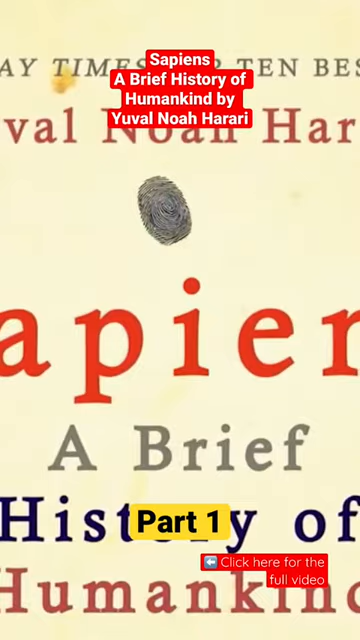 AY TIMES TEN BES
Sapiens
A Brief History of
Humankind by
Yuval Noah Harari
val Noah Har
apien
A Brief
History of
Part 1
⬅️ Click here for the
full video
Humankind